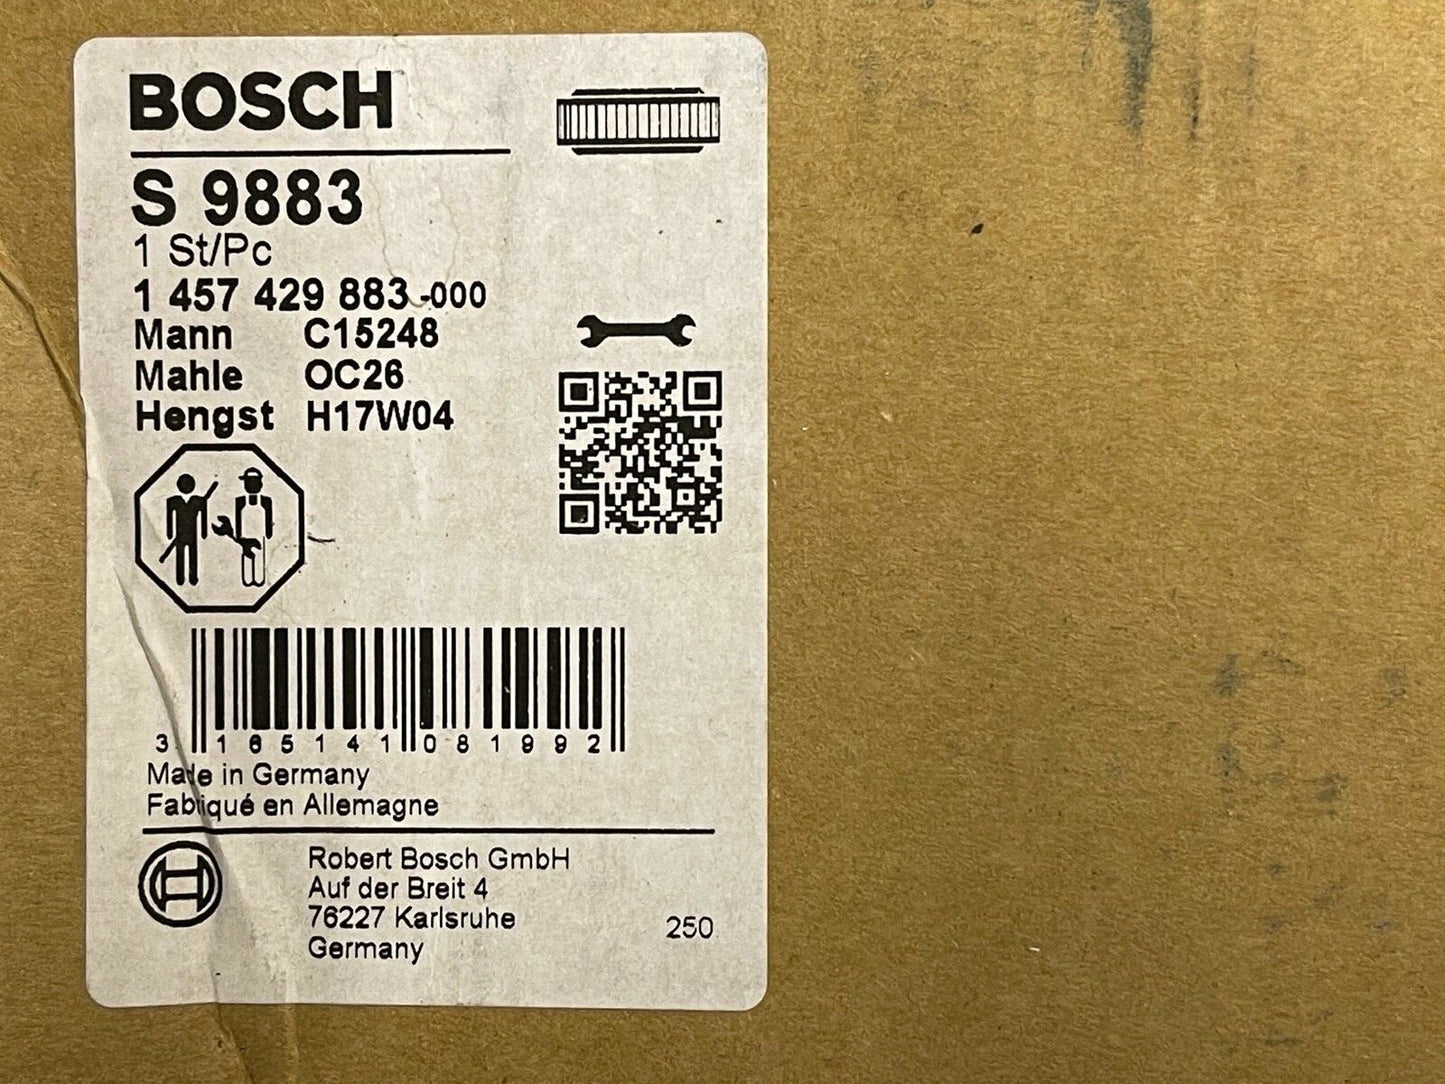 BOSCH
S 9883
1 St/Pc
1 457 429 883 -000
Mann C15248
Mahle OC26
Hengst H17W04
3 165141 081992
Made in Germany
Fabriqué en Allemagne
Robert Bosch GmbH
Auf der Breit 4
76227 Karlsruhe
Germany
250